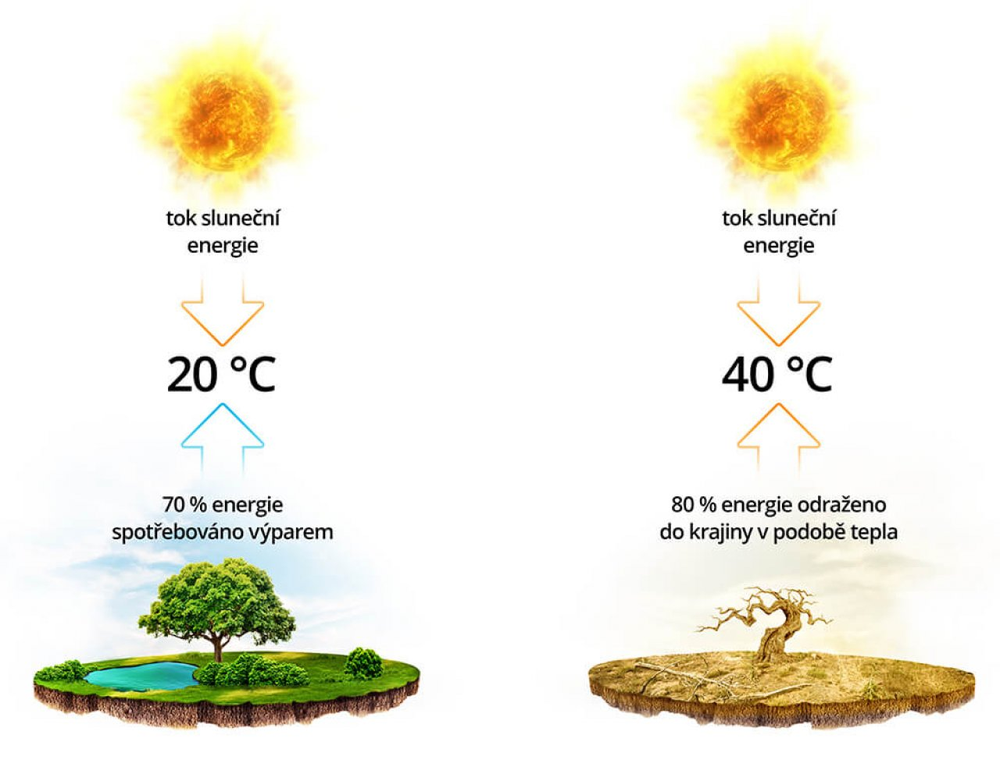 tok sluneční
energie
20 °C
70 % energie
spotřebováno výparem
tok sluneční
energie
40 °C
80 % energie odraženo
do krajiny v podobě tepla